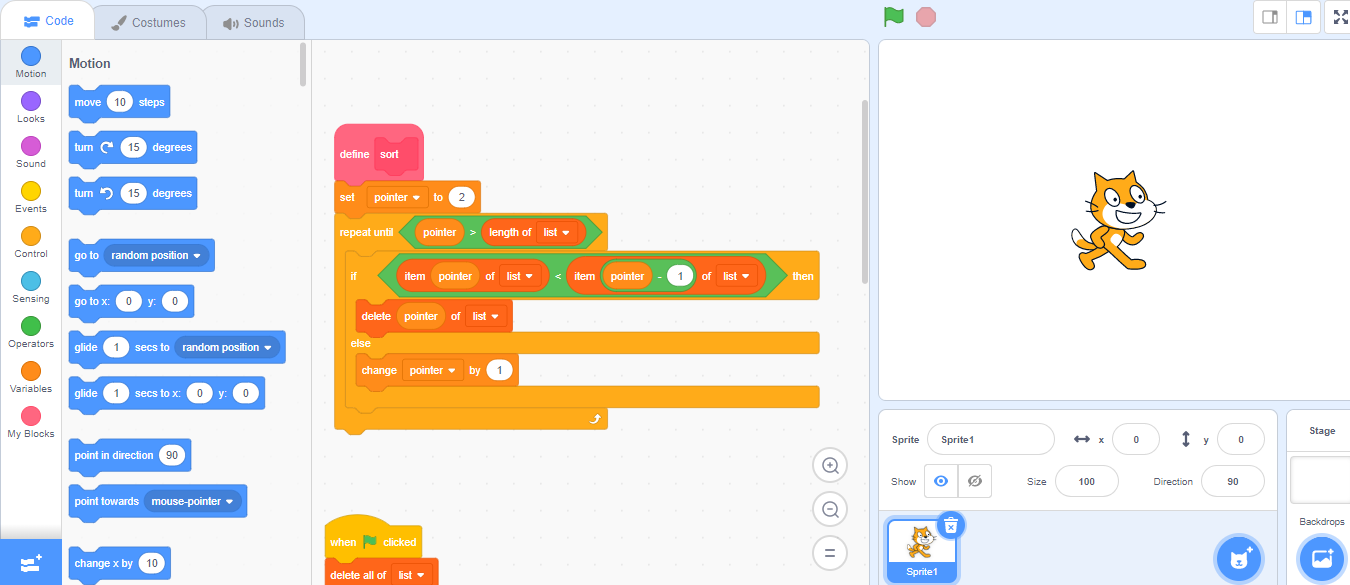 Code
Costumes
Sounds
Motion
Looks
Sound
Events
Control
Sensing
Operators
Variables
My Blocks
Motion
move 10 steps
turn 15 degrees
turn 15 degrees
go to random position
go to x: 0 y: 0
glide 1 secs to random position
glide 1 secs to x: 0 y: 0
point in direction 90
point towards mouse-pointer
change x by 10
define sort
set pointer to 2
repeat until pointer > length of list
if item pointer of list < item pointer - 1 of list then
delete pointer of list
else
change pointer by 1
when clicked
delete all of list
Sprite Sprite1 x 0 y 0
Show Size 100 Direction 90
Sprite1
Stage
Backdrops